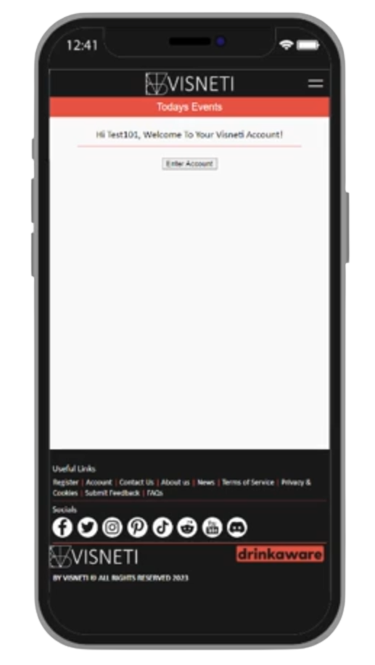 12:41
VISNETI
Todays Events
Hi Test101, Welcome To Your Visneti Account!
Enter Account
Useful Links
Register | Account | Contact Us | About us | News | Terms of Service | Privacy &
Cookies | Submit Feedback | FAQs
Socials
VISNETI
drinkaware
BY VISNETI © ALL RIGHTS RESERVED 2023